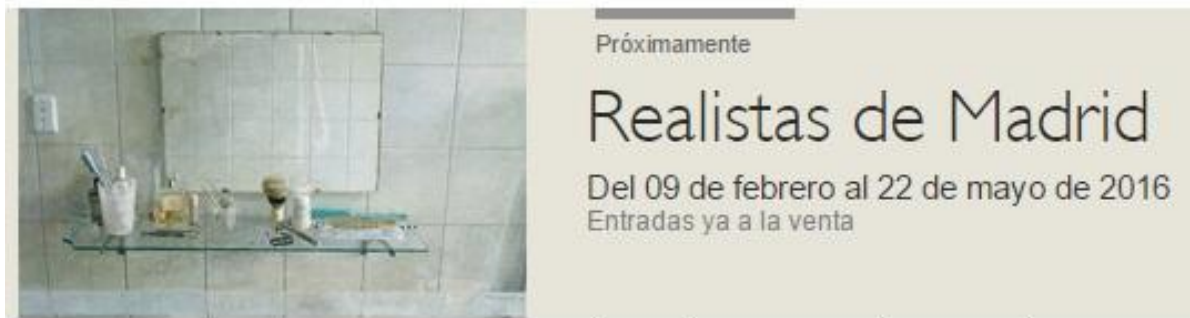 Próximamente
Realistas de Madrid
Del 09 de febrero al 22 de mayo de 2016
Entradas ya a la venta